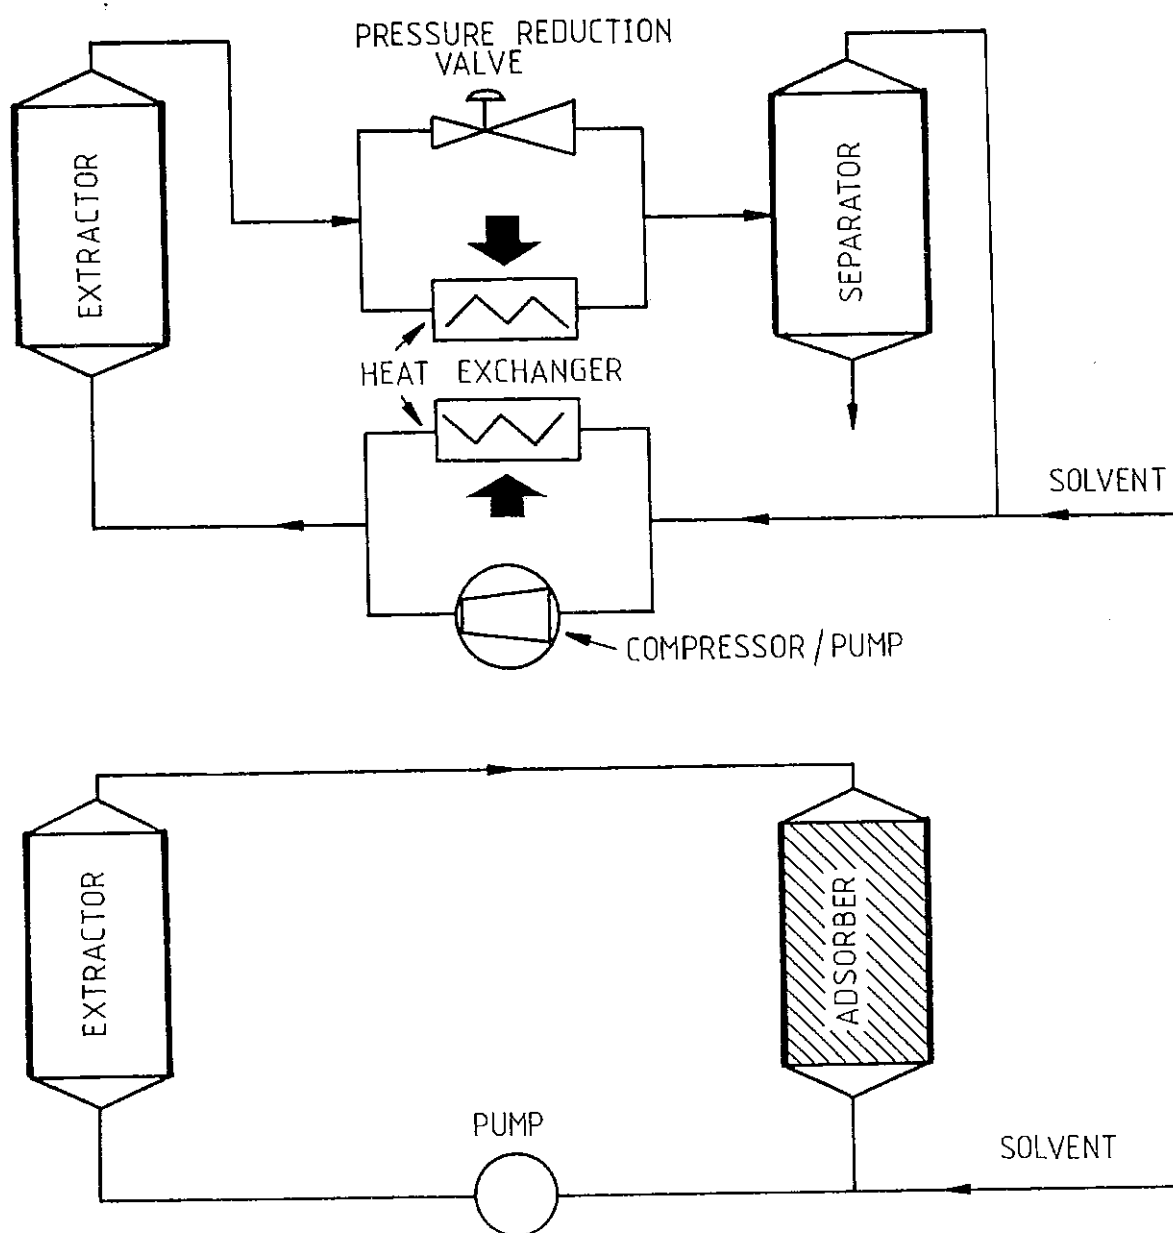 PRESSURE REDUCTION
VALVE
EXTRACTOR
SEPARATOR
HEAT EXCHANGER
SOLVENT
COMPRESSOR/PUMP
EXTRACTOR
ADSORBER
PUMP
SOLVENT